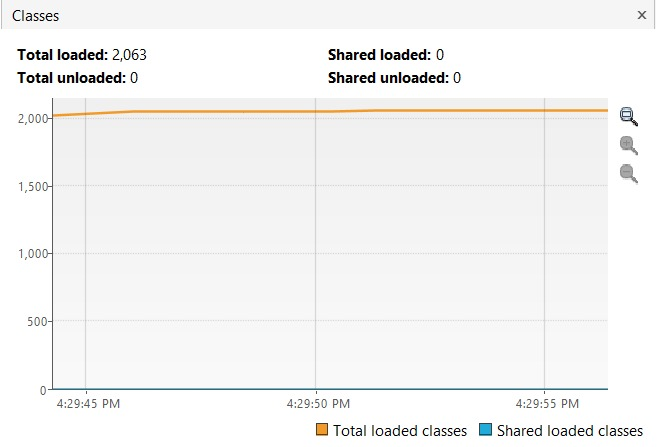 Classes
Total loaded: 2,063 Shared loaded: 0
Total unloaded: 0 Shared unloaded: 0
2,000
1,500
1,000
500
0
4:29:45 PM 4:29:50 PM 4:29:55 PM
Total loaded classes Shared loaded classes